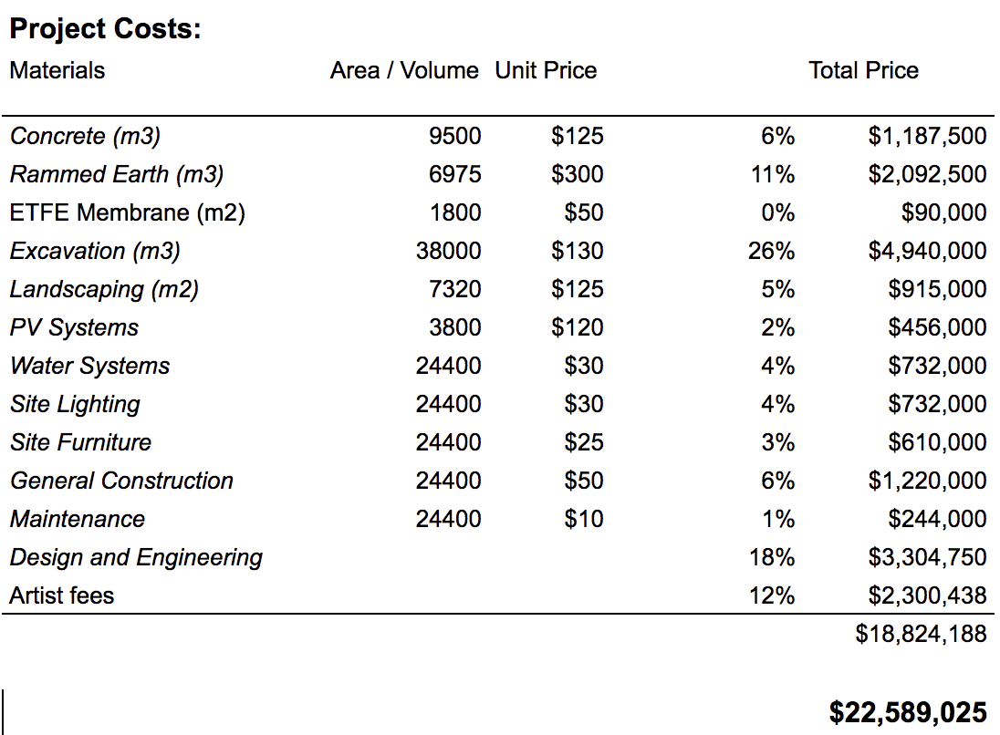 Project Costs:
Materials Area / Volume Unit Price Total Price
Concrete (m3) 9500 $125 6% $1,187,500
Rammed Earth (m3) 6975 $300 11% $2,092,500
ETFE Membrane (m2) 1800 $50 0% $90,000
Excavation (m3) 38000 $130 26% $4,940,000
Landscaping (m2) 7320 $125 5% $915,000
PV Systems 3800 $120 2% $456,000
Water Systems 24400 $30 4% $732,000
Site Lighting 24400 $30 4% $732,000
Site Furniture 24400 $25 3% $610,000
General Construction 24400 $50 6% $1,220,000
Maintenance 24400 $10 1% $244,000
Design and Engineering 18% $3,304,750
Artist fees 12% $2,300,438
$18,824,188
$22,589,025